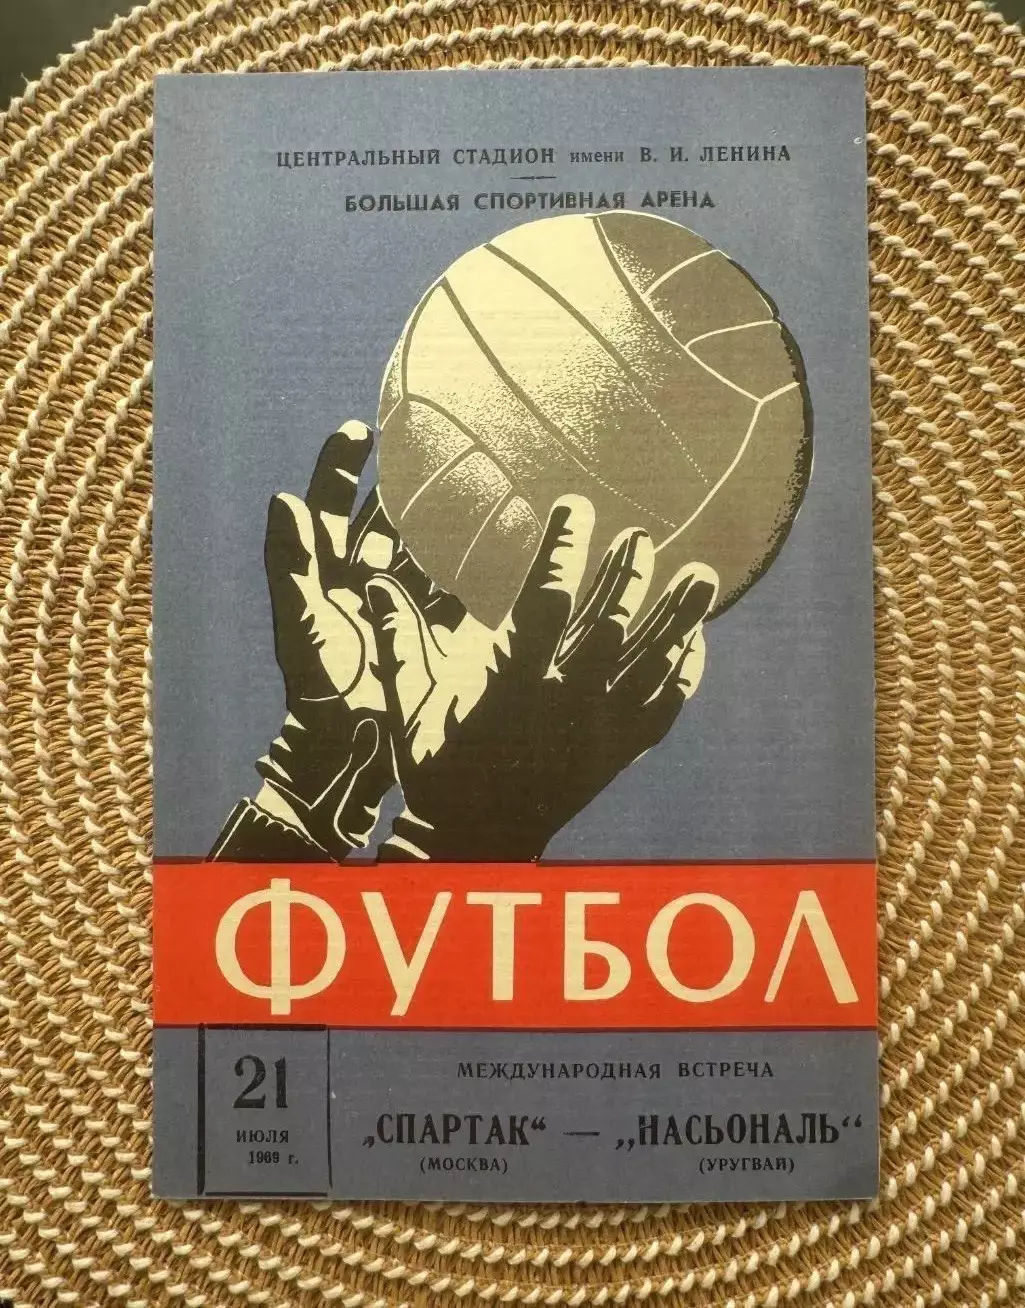 ЦЕНТРАЛЬНЫЙ СТАДИОН имени В. И. ЛЕНИНА
БОЛЬШАЯ СПОРТИВНАЯ АРЕНА
ФУТБОЛ
21
ИЮЛЯ
1969 г.
МЕЖДУНАРОДНАЯ ВСТРЕЧА
„СПАРТАК“ — „НАСЬОНАЛЬ“
(МОСКВА) (УРУГВАЙ)